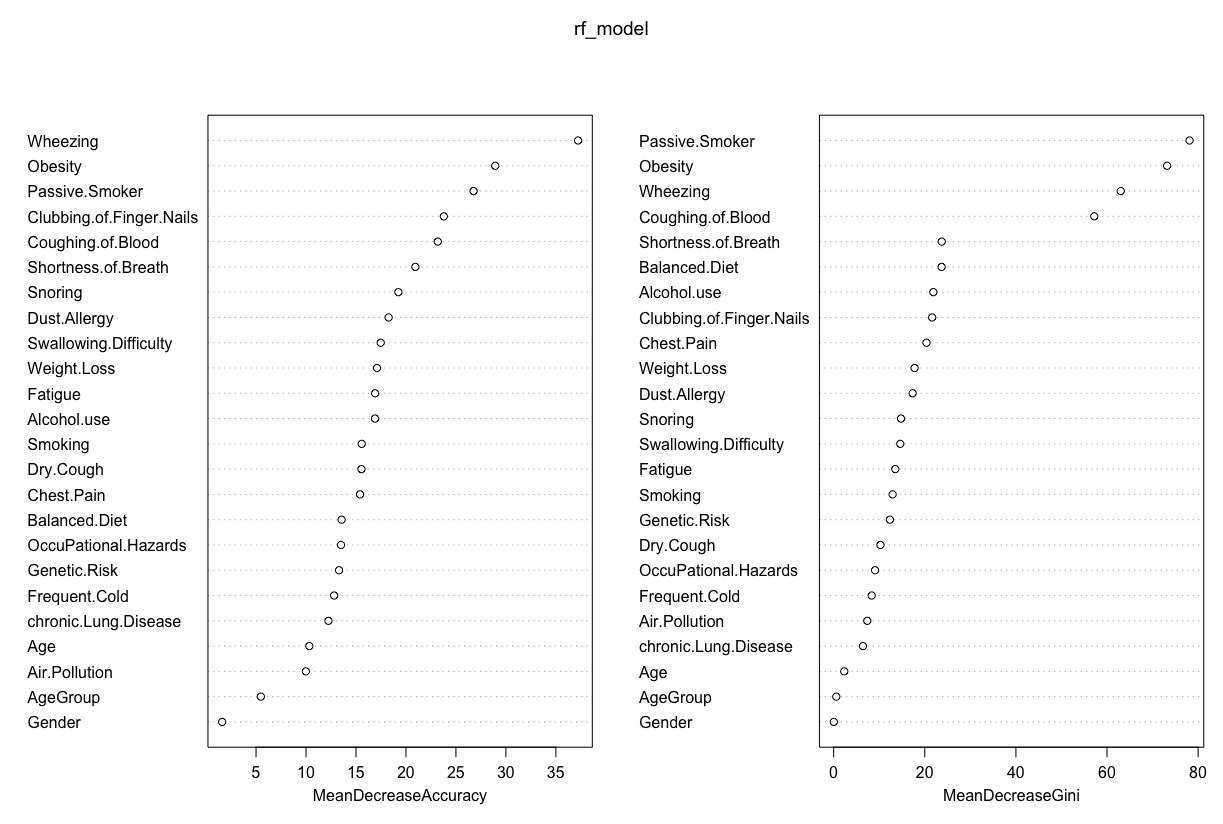 rf_model
Wheezing
Obesity
Passive.Smoker
Clubbing.of.Finger.Nails
Coughing.of.Blood
Shortness.of.Breath
Snoring
Dust.Allergy
Swallowing.Difficulty
Weight.Loss
Fatigue
Alcohol.use
Smoking
Dry.Cough
Chest.Pain
Balanced.Diet
OccuPational.Hazards
Genetic.Risk
Frequent.Cold
chronic.Lung.Disease
Age
Air.Pollution
AgeGroup
Gender
5 10 15 20 25 30 35
MeanDecreaseAccuracy
Passive.Smoker
Obesity
Wheezing
Coughing.of.Blood
Shortness.of.Breath
Balanced.Diet
Alcohol.use
Clubbing.of.Finger.Nails
Chest.Pain
Weight.Loss
Dust.Allergy
Snoring
Swallowing.Difficulty
Fatigue
Smoking
Genetic.Risk
Dry.Cough
OccuPational.Hazards
Frequent.Cold
Air.Pollution
chronic.Lung.Disease
Age
AgeGroup
Gender
0 20 40 60 80
MeanDecreaseGini